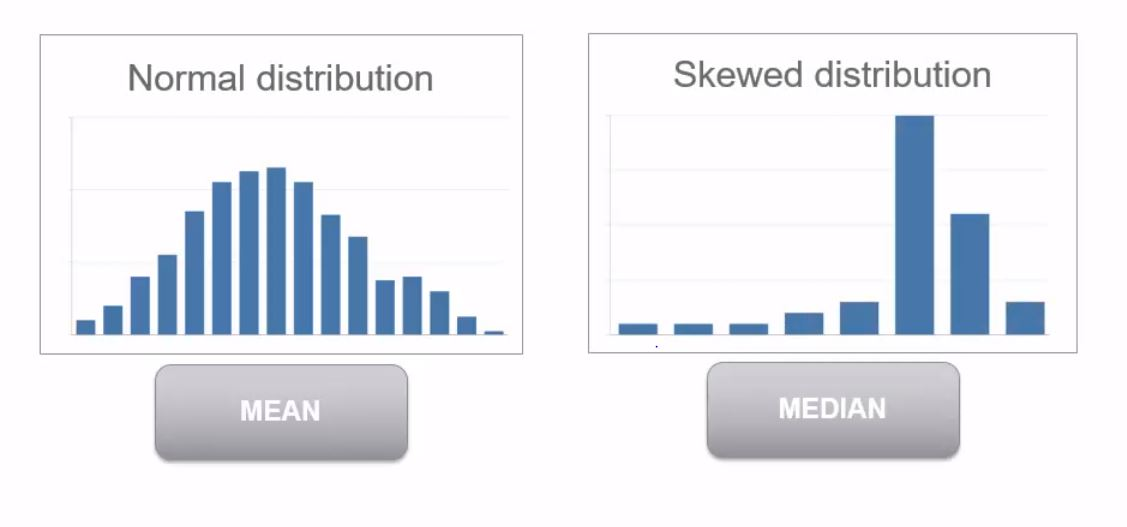 Normal distribution
MEAN
Skewed distribution
MEDIAN